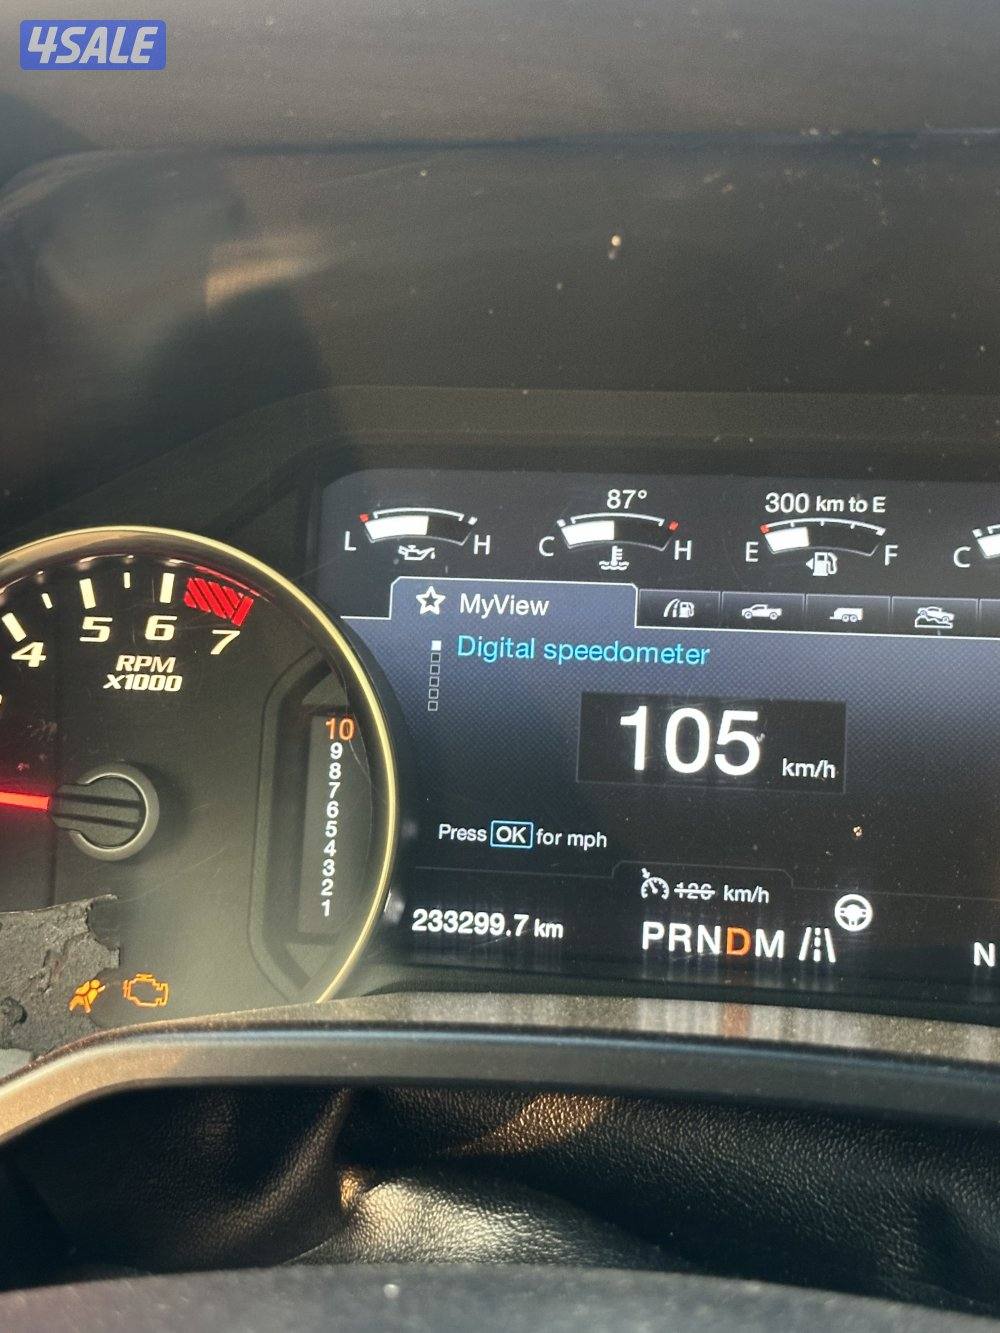 4SALE
87°
300 km to E
L H
C H
E F
C
MyView
Digital speedometer
105 km/h
Press OK for mph
126 km/h
233299.7 km
PRNDM
N
4 5 6 7
RPM
X1000
10
9
8
7
6
5
4
3
2
1